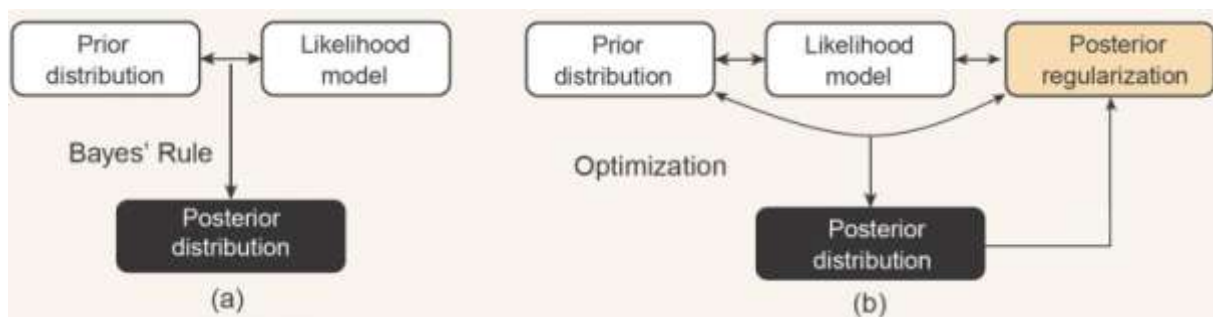 Prior
distribution
Likelihood
model
Bayes' Rule
Posterior
distribution
(a)
Prior
distribution
Likelihood
model
Posterior
regularization
Optimization
Posterior
distribution
(b)